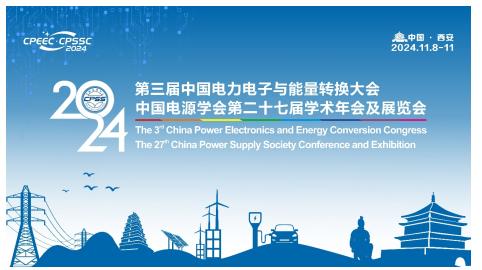 CPEEC·CPSSC
2024
中国·西安
2024.11.8-11
2024
CPSS
第三届中国电力电子与能量转换大会
中国电源学会第二十七届学术年会及展览会
The 3rd China Power Electronics and Energy Conversion Congress
The 27th China Power Supply Society Conference and Exhibition